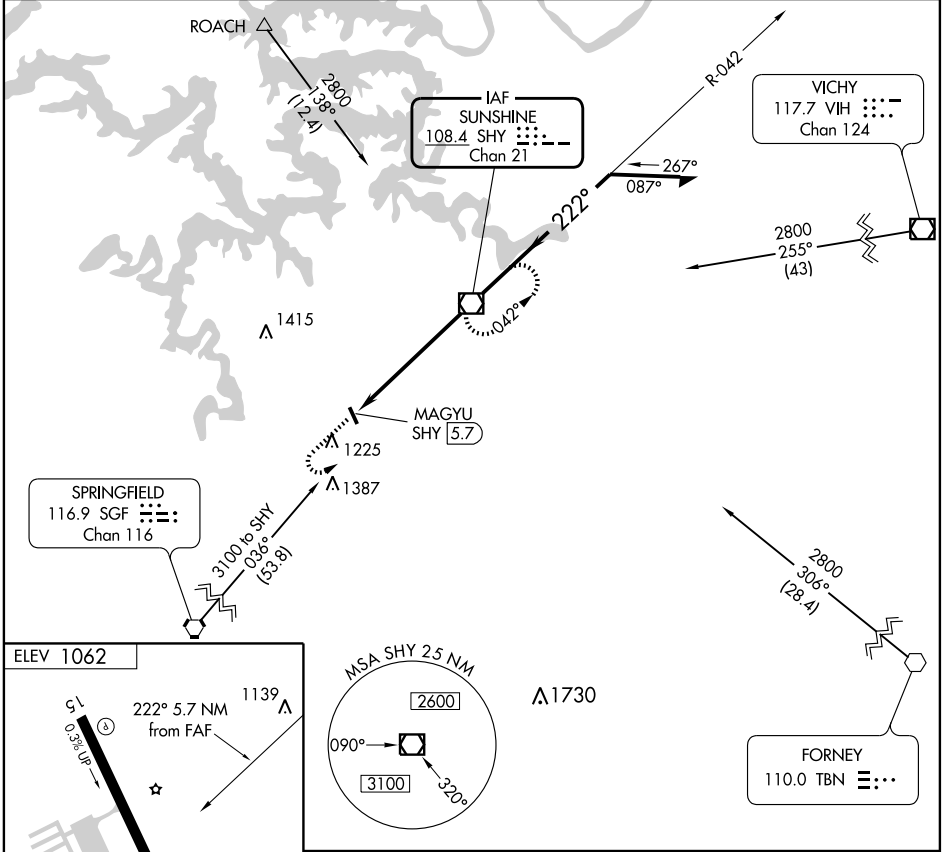 ROACH
2800
138°
(12.4)
IAF
SUNSHINE
108.4 SHY
Chan 21
R-042
VICHY
117.7 VIH
Chan 124
267°
087°
222°
2800
255°
(43)
042°
1415
MAGYU
SHY 5.7
1225
1387
SPRINGFIELD
116.9 SGF
Chan 116
3100 to SHY
036°
(53.8)
2800
306°
(28.4)
ELEV 1062
MSA SHY 25 NM
2600
090°
3100
320°
1730
FORNEY
110.0 TBN
15
0.3% UP
P
222° 5.7 NM
from FAF
1139